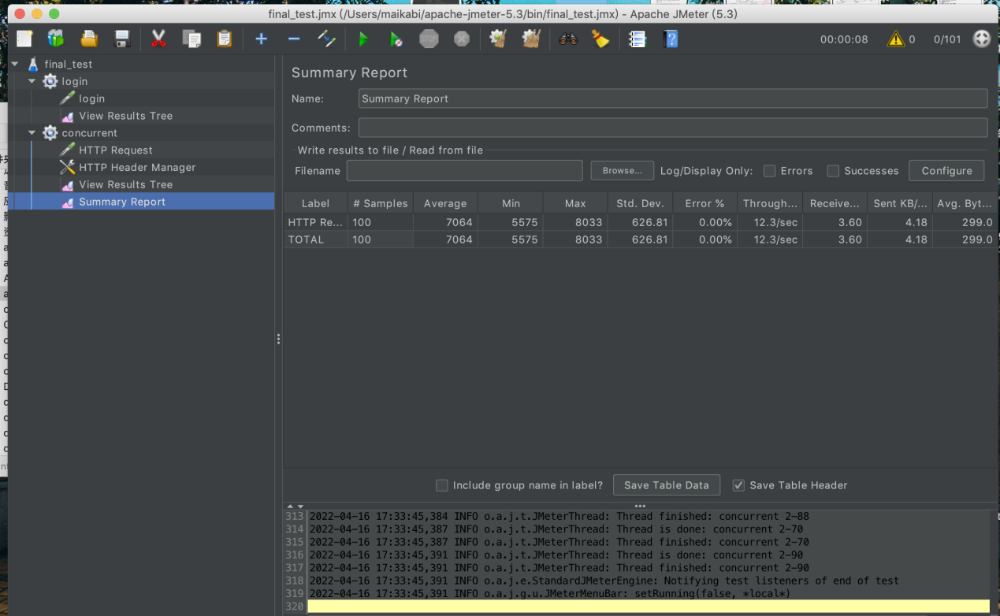 final_test.jmx (/Users/maikabi/apache-jmeter-5.3/bin/final_test.jmx) - Apache JMeter (5.3)
STOP 00:00:08 0 0/101
final_test
login
login
View Results Tree
concurrent
HTTP Request
HTTP Header Manager
View Results Tree
Summary Report
Summary Report
Name: Summary Report
Comments:
Write results to file / Read from file
Filename Browse... Log/Display Only: Errors Successes Configure
Label # Samples Average Min Max Std. Dev. Error % Through... Receive... Sent KB/... Avg. Byt...
HTTP Re... 100 7064 5575 8033 626.81 0.00% 12.3/sec 3.60 4.18 299.0
TOTAL 100 7064 5575 8033 626.81 0.00% 12.3/sec 3.60 4.18 299.0
Include group name in label? Save Table Data Save Table Header
313 2022-04-16 17:33:45,384 INFO o.a.j.t.JMeterThread: Thread finished: concurrent 2-88
314 2022-04-16 17:33:45,387 INFO o.a.j.t.JMeterThread: Thread is done: concurrent 2-70
315 2022-04-16 17:33:45,387 INFO o.a.j.t.JMeterThread: Thread finished: concurrent 2-70
316 2022-04-16 17:33:45,391 INFO o.a.j.t.JMeterThread: Thread is done: concurrent 2-90
317 2022-04-16 17:33:45,391 INFO o.a.j.t.JMeterThread: Thread finished: concurrent 2-90
318 2022-04-16 17:33:45,391 INFO o.a.j.e.StandardJMeterEngine: Notifying test listeners of end of test
319 2022-04-16 17:33:45,391 INFO o.a.j.g.u.JMeterMenuBar: setRunning(false, *local*)
320